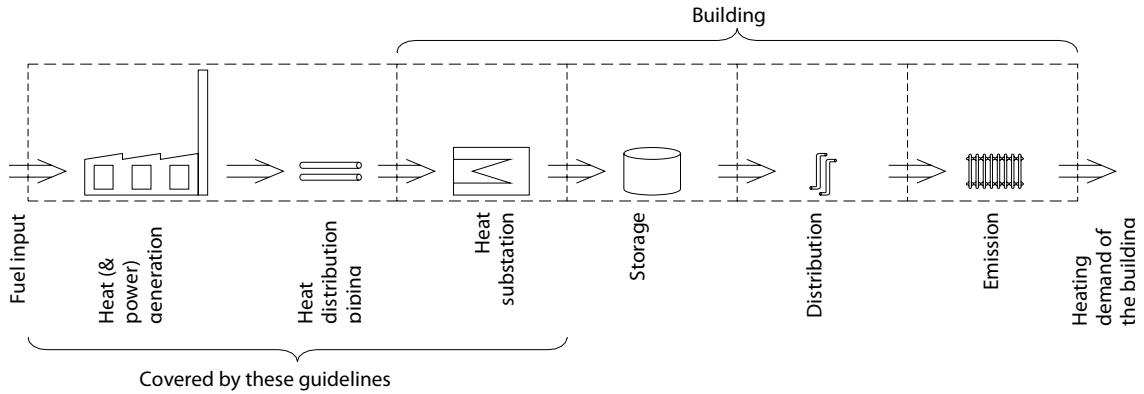 Building
Fuel input
Heat (&
power)
generation
Heat
distribution
piping
Heat
substation
Storage
Distribution
Emission
Heating
demand of
the building
Covered by these guidelines